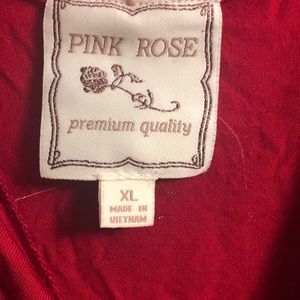 PINK ROSE
premium quality
XL
MADE IN
VIETNAM